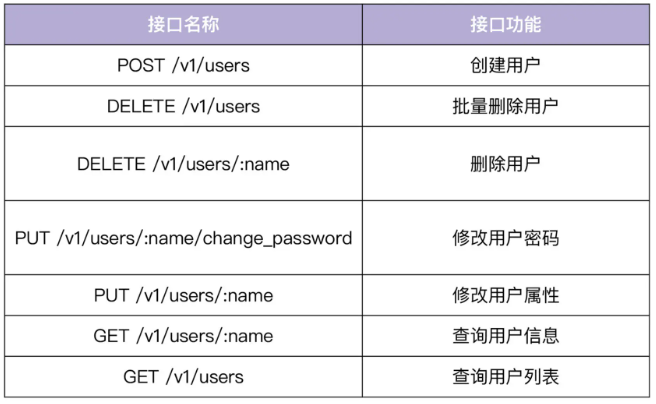 接口名称 接口功能
POST /v1/users 创建用户
DELETE /v1/users 批量删除用户
DELETE /v1/users/:name 删除用户
PUT /v1/users/:name/change_password 修改用户密码
PUT /v1/users/:name 修改用户属性
GET /v1/users/:name 查询用户信息
GET /v1/users 查询用户列表